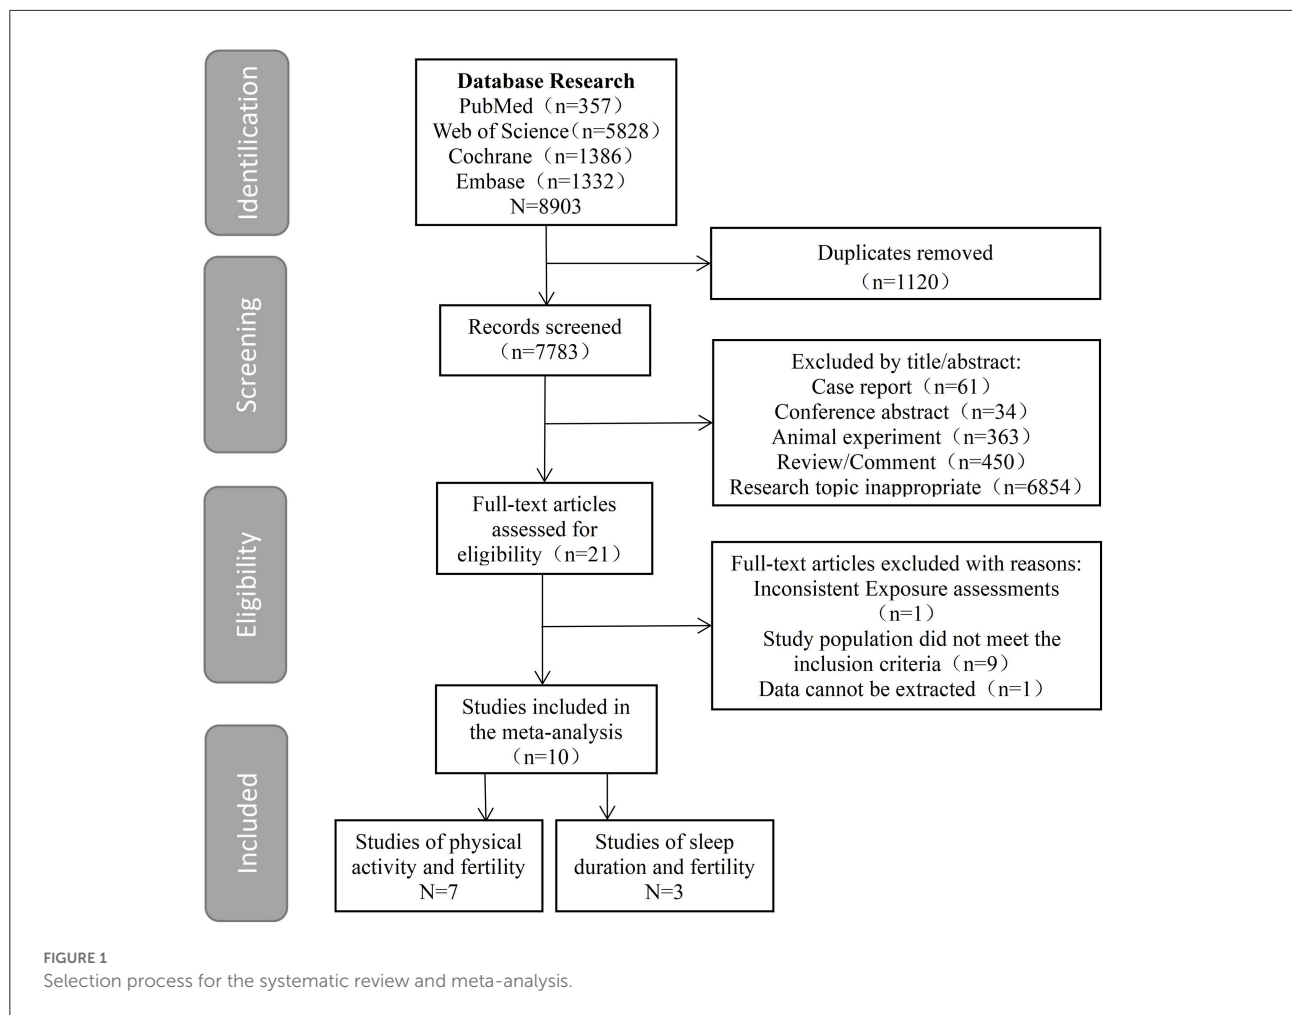 Identilication
Database Research
PubMed（n=357）
Web of Science（n=5828）
Cochrane（n=1386）
Embase（n=1332）
N=8903
Duplicates removed
（n=1120）
Screening
Records screened
（n=7783）
Excluded by title/abstract:
Case report（n=61）
Conference abstract（n=34）
Animal experiment（n=363）
Review/Comment（n=450）
Research topic inappropriate（n=6854）
Eligibility
Full-text articles
assessed for
eligibility（n=21）
Full-text articles excluded with reasons:
Inconsistent Exposure assessments
（n=1）
Study population did not meet the
inclusion criteria（n=9）
Data cannot be extracted（n=1）
Included
Studies included in
the meta-analysis
（n=10）
Studies of physical
activity and fertility
N=7
Studies of sleep
duration and fertility
N=3
FIGURE 1
Selection process for the systematic review and meta-analysis.